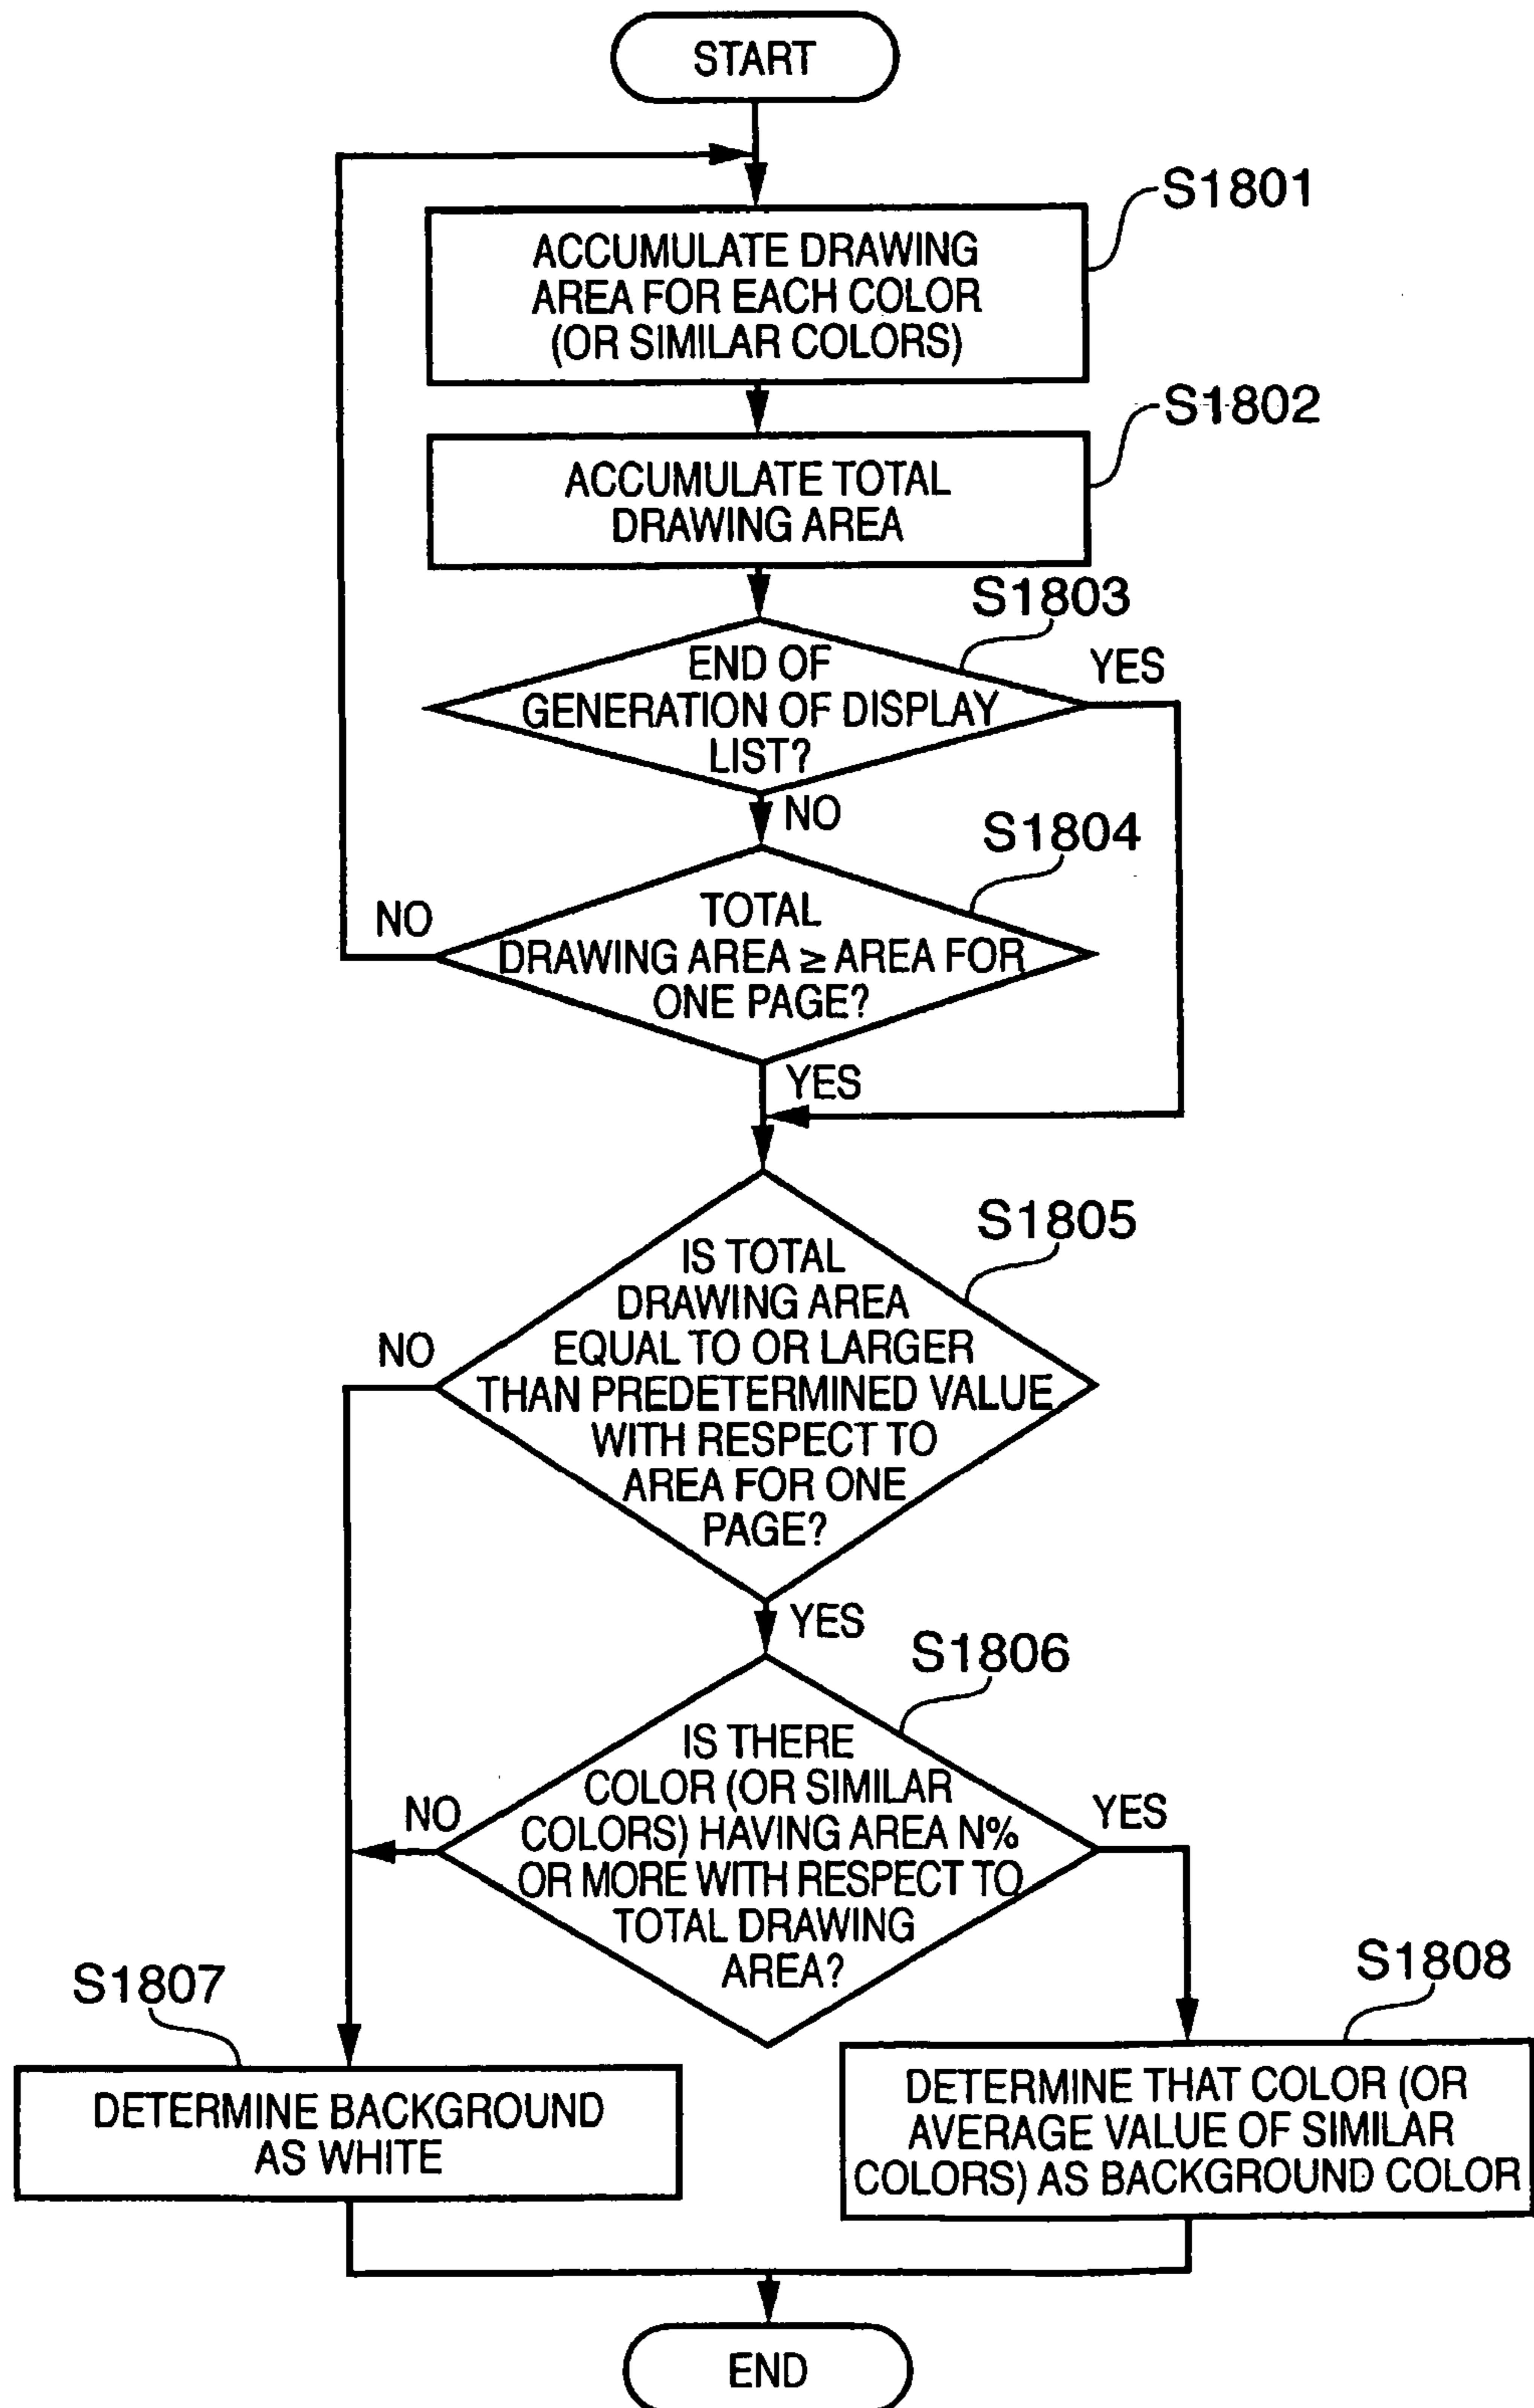 START
S1801
ACCUMULATE DRAWING
AREA FOR EACH COLOR
(OR SIMILAR COLORS)
S1802
ACCUMULATE TOTAL
DRAWING AREA
S1803
END OF
GENERATION OF DISPLAY
LIST?
YES
NO
S1804
TOTAL
DRAWING AREA ≥ AREA FOR
ONE PAGE?
NO
YES
S1805
IS TOTAL
DRAWING AREA
EQUAL TO OR LARGER
THAN PREDETERMINED VALUE
WITH RESPECT TO
AREA FOR ONE
PAGE?
NO
YES
S1806
IS THERE
COLOR (OR SIMILAR
COLORS) HAVING AREA N%
OR MORE WITH RESPECT TO
TOTAL DRAWING
AREA?
NO
YES
S1807
DETERMINE BACKGROUND
AS WHITE
S1808
DETERMINE THAT COLOR (OR
AVERAGE VALUE OF SIMILAR
COLORS) AS BACKGROUND COLOR
END